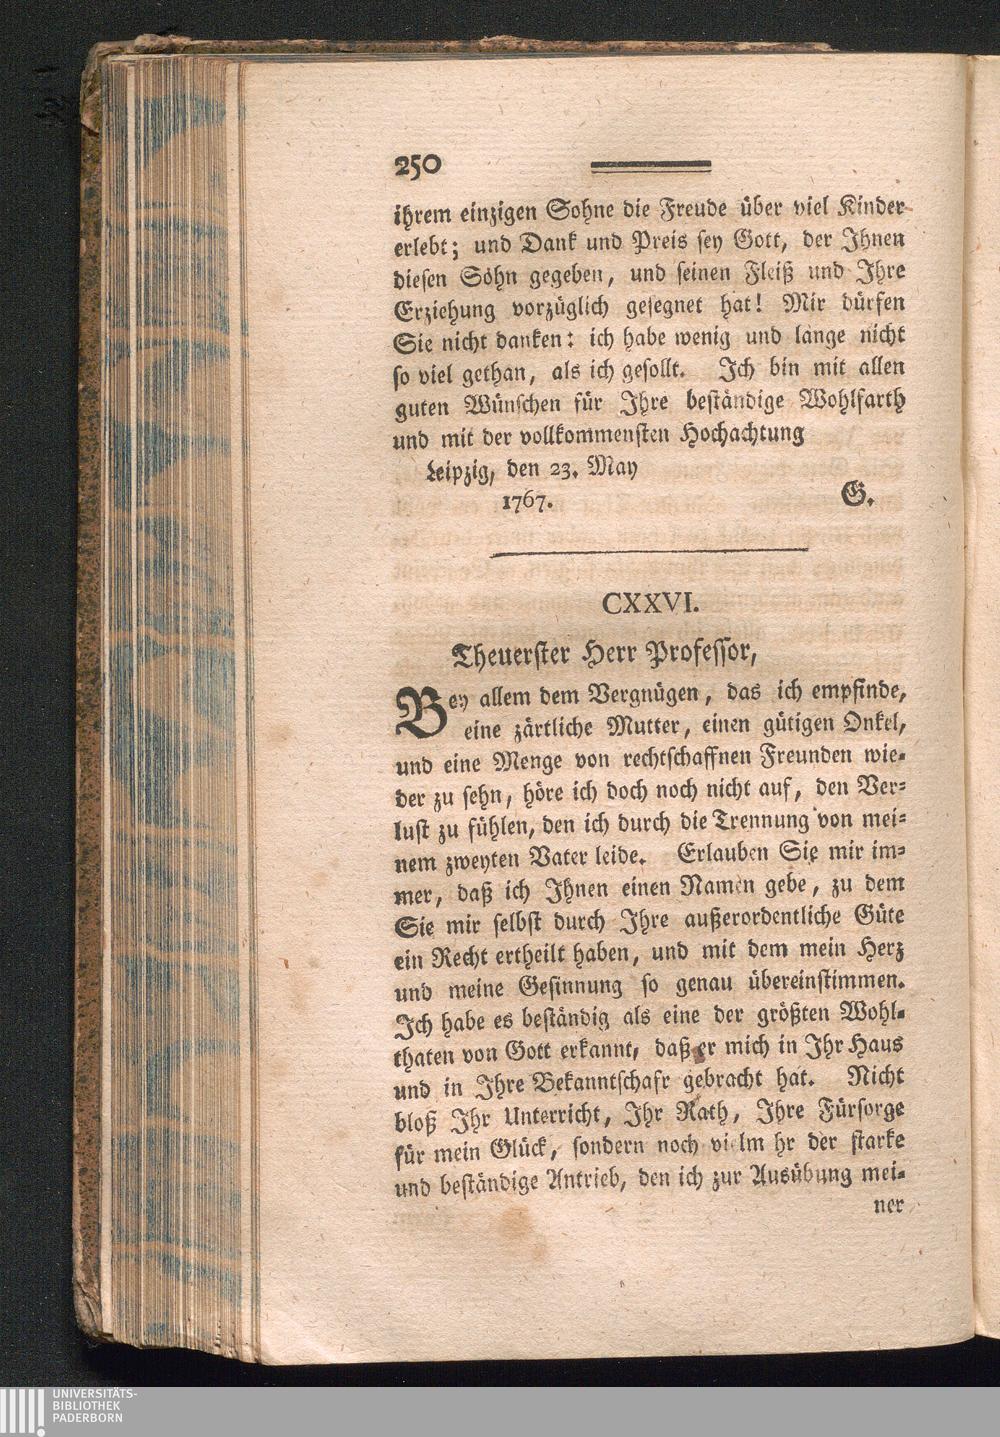 250
ihrem einzigen Sohne die Freude über viel Kinder
erlebt; und Dank und Preis sey Gott, der Ihnen
diesen Sohn gegeben, und seinen Fleiß und Ihre
Erziehung vorzüglich gesegnet hat! Mir dürfen
Sie nicht danken: ich habe wenig und lange nicht
so viel gethan, als ich gesollt. Ich bin mit allen
guten Wünschen für Ihre beständige Wohlfarth
und mit der vollkommensten Hochachtung
Leipzig, den 23. May
1767. G.
CXXVI.
Theuerster Herr Professor,
Bey allem dem Vergnügen, das ich empfinde,
eine zärtliche Mutter, einen gütigen Onkel,
und eine Menge von rechtschaffnen Freunden wie-
der zu sehn, höre ich doch noch nicht auf, den Ver-
lust zu fühlen, den ich durch die Trennung von mei-
nem zweyten Vater leide. Erlauben Sie mir im-
mer, daß ich Ihnen einen Namen gebe, zu dem
Sie mir selbst durch Ihre außerordentliche Güte
ein Recht ertheilt haben, und mit dem mein Herz
und meine Gesinnung so genau übereinstimmen.
Ich habe es beständig als eine der größten Wohl-
thaten von Gott erkannt, daß er mich in Ihr Haus
und in Ihre Bekanntschafr gebracht hat. Nicht
bloß Ihr Unterricht, Ihr Rath, Ihre Fürsorge
für mein Glück, sondern noch vi lm hr der starke
und beständige Antrieb, den ich zur Ausübung mei-
ner
UNIVERSITÄTS-
BIBLIOTHEK
PADERBORN